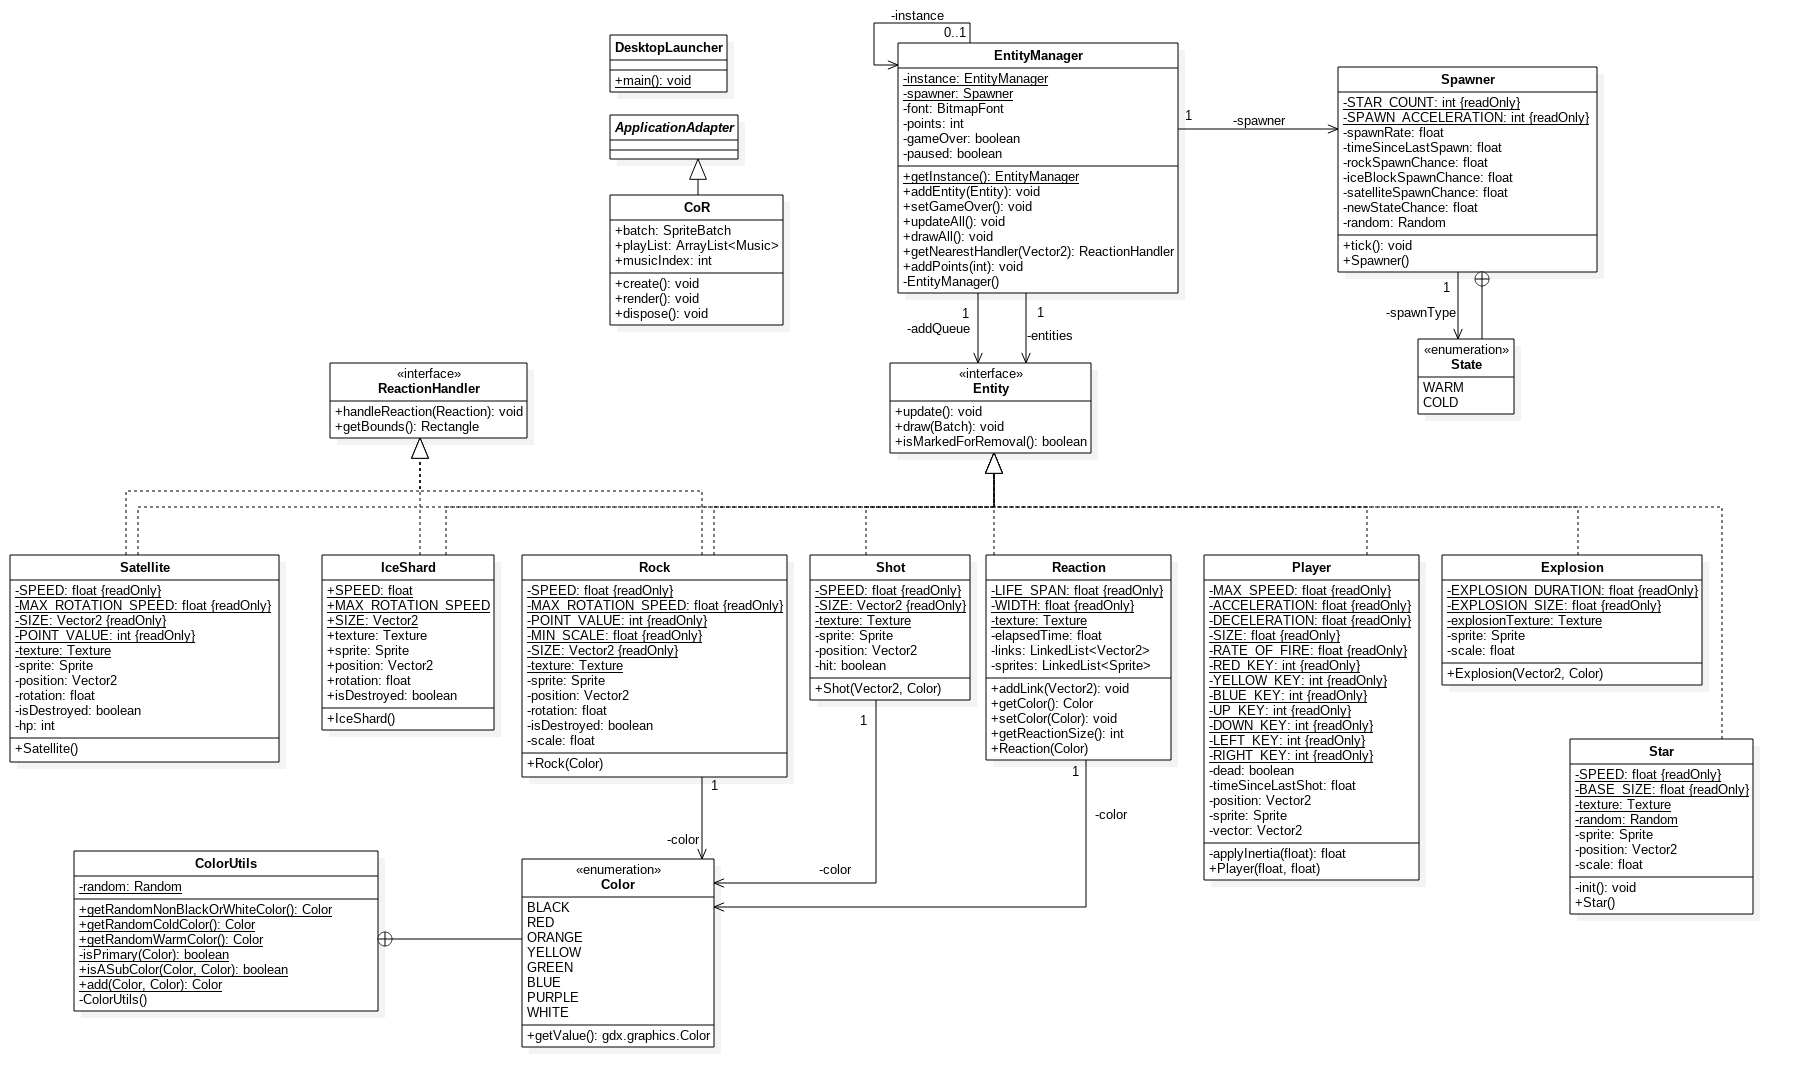 -instance
0..1
DesktopLauncher
+main(): void
ApplicationAdapter
CoR
+batch: SpriteBatch
+playList: ArrayList<Music>
+musicIndex: int
+create(): void
+render(): void
+dispose(): void
EntityManager
-instance: EntityManager
-spawner: Spawner
-font: BitmapFont
-points: int
-gameOver: boolean
-paused: boolean
+getInstance(): EntityManager
+addEntity(Entity): void
+setGameOver(): void
+updateAll(): void
+drawAll(): void
+getNearestHandler(Vector2): ReactionHandler
+addPoints(int): void
-EntityManager()
1
-spawner
Spawner
-STAR_COUNT: int {readOnly}
-SPAWN_ACCELERATION: int {readOnly}
-spawnRate: float
-timeSinceLastSpawn: float
-rockSpawnChance: float
-iceBlockSpawnChance: float
-satelliteSpawnChance: float
-newStateChance: float
-random: Random
+tick(): void
+Spawner()
1
-spawnType
«enumeration»
State
WARM
COLD
1
-addQueue
1
-entities
«interface»
ReactionHandler
+handleReaction(Reaction): void
+getBounds(): Rectangle
«interface»
Entity
+update(): void
+draw(Batch): void
+isMarkedForRemoval(): boolean
Satellite
-SPEED: float {readOnly}
-MAX_ROTATION_SPEED: float {readOnly}
-SIZE: Vector2 {readOnly}
-POINT_VALUE: int {readOnly}
-texture: Texture
-sprite: Sprite
-position: Vector2
-rotation: float
-isDestroyed: boolean
-hp: int
+Satellite()
IceShard
+SPEED: float
+MAX_ROTATION_SPEED
+SIZE: Vector2
+texture: Texture
+sprite: Sprite
+position: Vector2
+rotation: float
+isDestroyed: boolean
+IceShard()
Rock
-SPEED: float {readOnly}
-MAX_ROTATION_SPEED: float {readOnly}
-POINT_VALUE: int {readOnly}
-MIN_SCALE: float {readOnly}
-SIZE: Vector2 {readOnly}
-texture: Texture
-sprite: Sprite
-position: Vector2
-rotation: float
-isDestroyed: boolean
-scale: float
+Rock(Color)
1
-color
Shot
-SPEED: float {readOnly}
-SIZE: Vector2 {readOnly}
-texture: Texture
-sprite: Sprite
-position: Vector2
-hit: boolean
+Shot(Vector2, Color)
1
-color
Reaction
-LIFE_SPAN: float {readOnly}
-WIDTH: float {readOnly}
-texture: Texture
-elapsedTime: float
-links: LinkedList<Vector2>
-sprites: LinkedList<Sprite>
+addLink(Vector2): void
+getColor(): Color
+setColor(Color): void
+getReactionSize(): int
+Reaction(Color)
1
-color
Player
-MAX_SPEED: float {readOnly}
-ACCELERATION: float {readOnly}
-DECELERATION: float {readOnly}
-SIZE: float {readOnly}
-RATE_OF_FIRE: float {readOnly}
-RED_KEY: int {readOnly}
-YELLOW_KEY: int {readOnly}
-BLUE_KEY: int {readOnly}
-UP_KEY: int {readOnly}
-DOWN_KEY: int {readOnly}
-LEFT_KEY: int {readOnly}
-RIGHT_KEY: int {readOnly}
-dead: boolean
-timeSinceLastShot: float
-position: Vector2
-sprite: Sprite
-vector: Vector2
-applyInertia(float): float
+Player(float, float)
Explosion
-EXPLOSION_DURATION: float {readOnly}
-EXPLOSION_SIZE: float {readOnly}
-explosionTexture: Texture
-sprite: Sprite
-scale: float
+Explosion(Vector2, Color)
Star
-SPEED: float {readOnly}
-BASE_SIZE: float {readOnly}
-texture: Texture
-random: Random
-sprite: Sprite
-position: Vector2
-scale: float
-init(): void
+Star()
ColorUtils
-random: Random
+getRandomNonBlackOrWhiteColor(): Color
+getRandomColdColor(): Color
+getRandomWarmColor(): Color
-isPrimary(Color): boolean
+isASubColor(Color, Color): boolean
+add(Color, Color): Color
-ColorUtils()
«enumeration»
Color
BLACK
RED
ORANGE
YELLOW
GREEN
BLUE
PURPLE
WHITE
+getValue(): gdx.graphics.Color